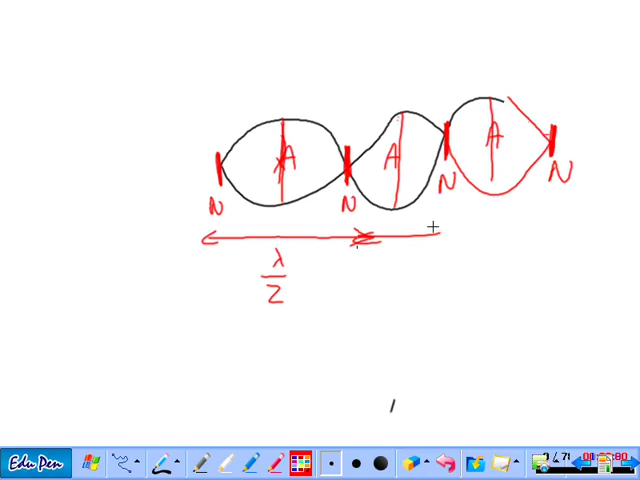 A A A
N N N N
λ
2
Edu Pen